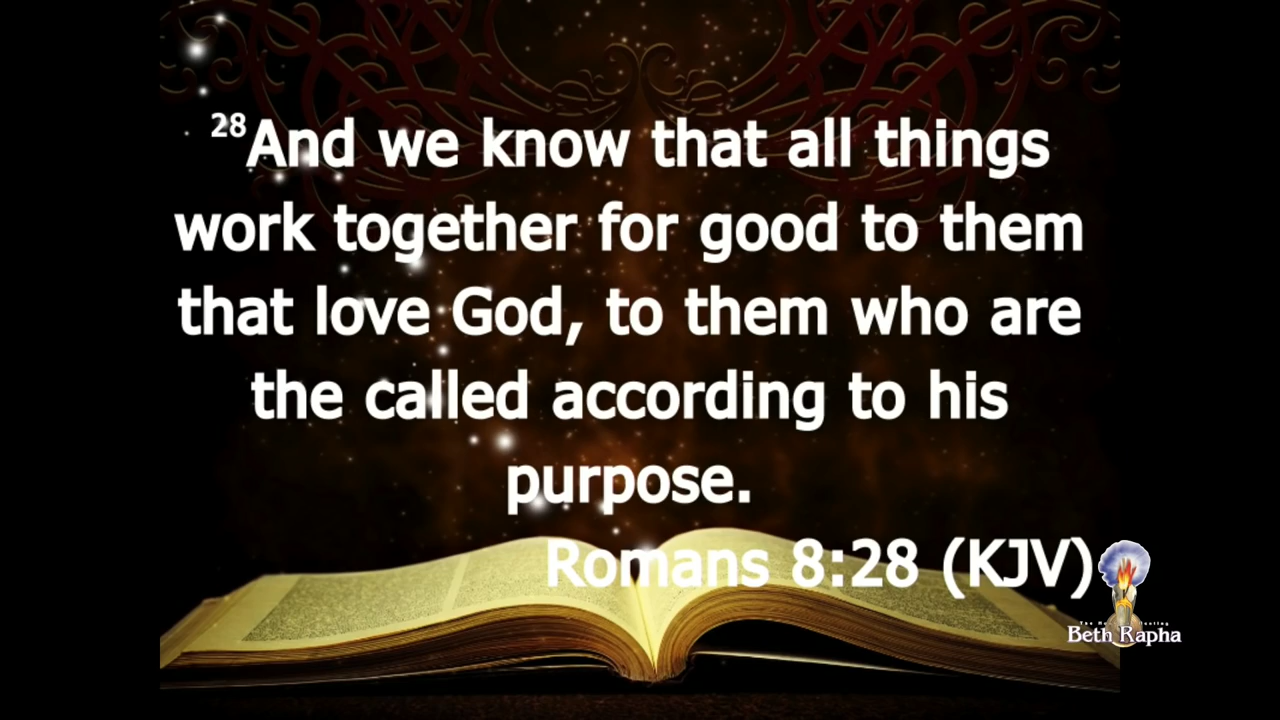 28And we know that all things
work together for good to them
that love God, to them who are
the called according to his
purpose.
Romans 8:28 (KJV)
Beth Rapha